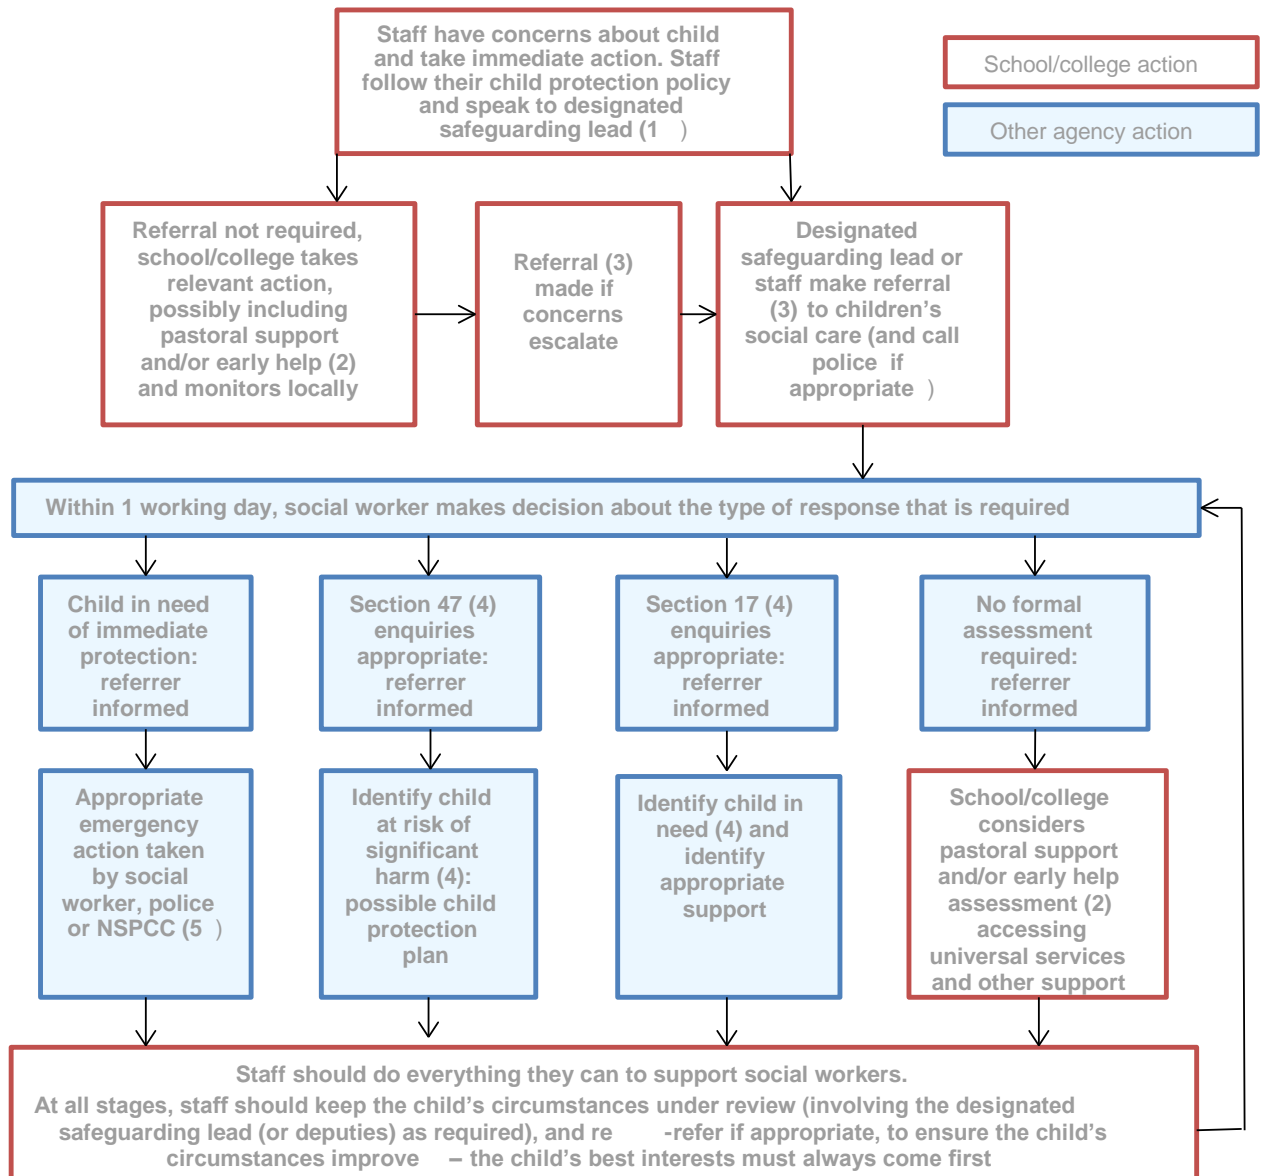 Staff have concerns about child
and take immediate action. Staff
follow their child protection policy
and speak to designated
safeguarding lead (1 )
School/college action
Other agency action
Referral not required,
school/college takes
relevant action,
possibly including
pastoral support
and/or early help (2)
and monitors locally
Referral (3)
made if
concerns
escalate
Designated
safeguarding lead or
staff make referral
(3) to children’s
social care (and call
police if
appropriate )
Within 1 working day, social worker makes decision about the type of response that is required
Child in need
of immediate
protection:
referrer
informed
Section 47 (4)
enquiries
appropriate:
referrer
informed
Section 17 (4)
enquiries
appropriate:
referrer
informed
No formal
assessment
required:
referrer
informed
Appropriate
emergency
action taken
by social
worker, police
or NSPCC (5 )
Identify child
at risk of
significant
harm (4):
possible child
protection
plan
Identify child in
need (4) and
identify
appropriate
support
School/college
considers
pastoral support
and/or early help
assessment (2)
accessing
universal services
and other support
Staff should do everything they can to support social workers.
At all stages, staff should keep the child’s circumstances under review (involving the designated
safeguarding lead (or deputies) as required), and re -refer if appropriate, to ensure the child’s
circumstances improve – the child’s best interests must always come first